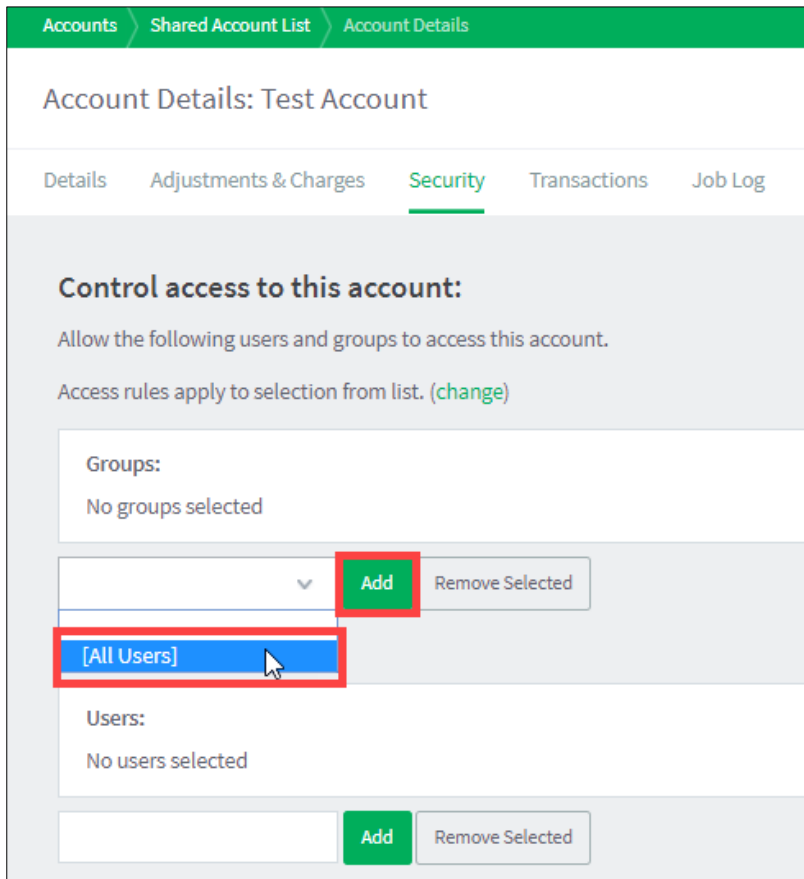 Accounts Shared Account List Account Details
Account Details: Test Account
Details Adjustments & Charges Security Transactions Job Log
Control access to this account:
Allow the following users and groups to access this account.
Access rules apply to selection from list. (change)
Groups:
No groups selected
Add Remove Selected
[All Users]
Users:
No users selected
Add Remove Selected